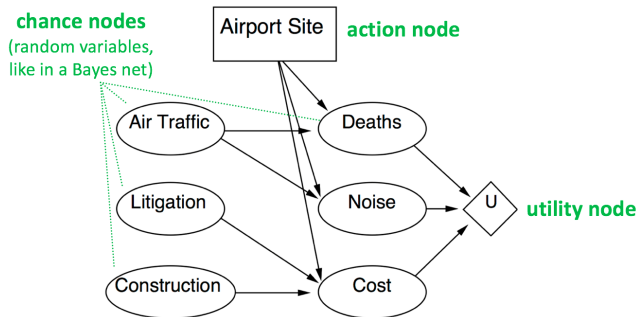 chance nodes
(random variables,
like in a Bayes net)
Airport Site
action node
Air Traffic
Deaths
Litigation
Noise
U
utility node
Construction
Cost